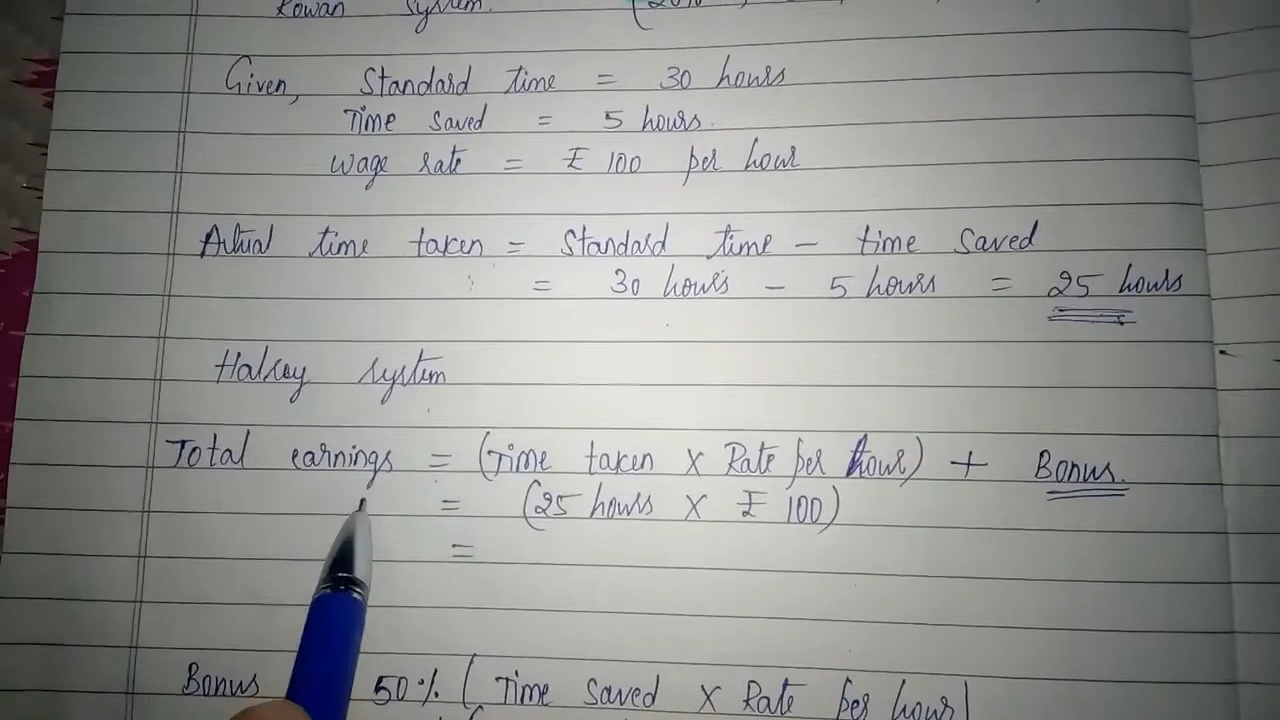 Rowan System.
Given, Standard time = 30 hours
Time saved = 5 hours.
Wage rate = ₹ 100 per hour
Actual time taken = Standard time - time saved
= 30 hours - 5 hours = 25 hours
Halsey system
Total earnings = (Time taken X Rate per hour) + Bonus.
= (25 hours X ₹ 100)
=
Bonus 50% ( Time saved X Rate per hour)